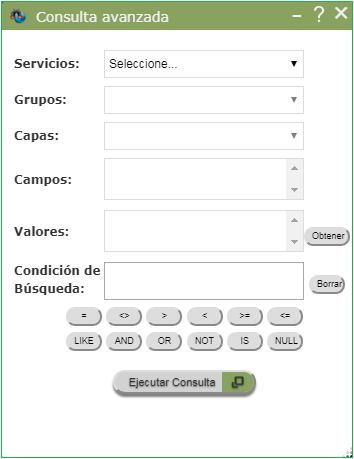 Consulta avanzada – ? ×
Servicios: Seleccione...
Grupos:
Capas:
Campos:
Valores: Obtener
Condición de
Búsqueda: Borrar
= <> > < >= <=
LIKE AND OR NOT IS NULL
Ejecutar Consulta